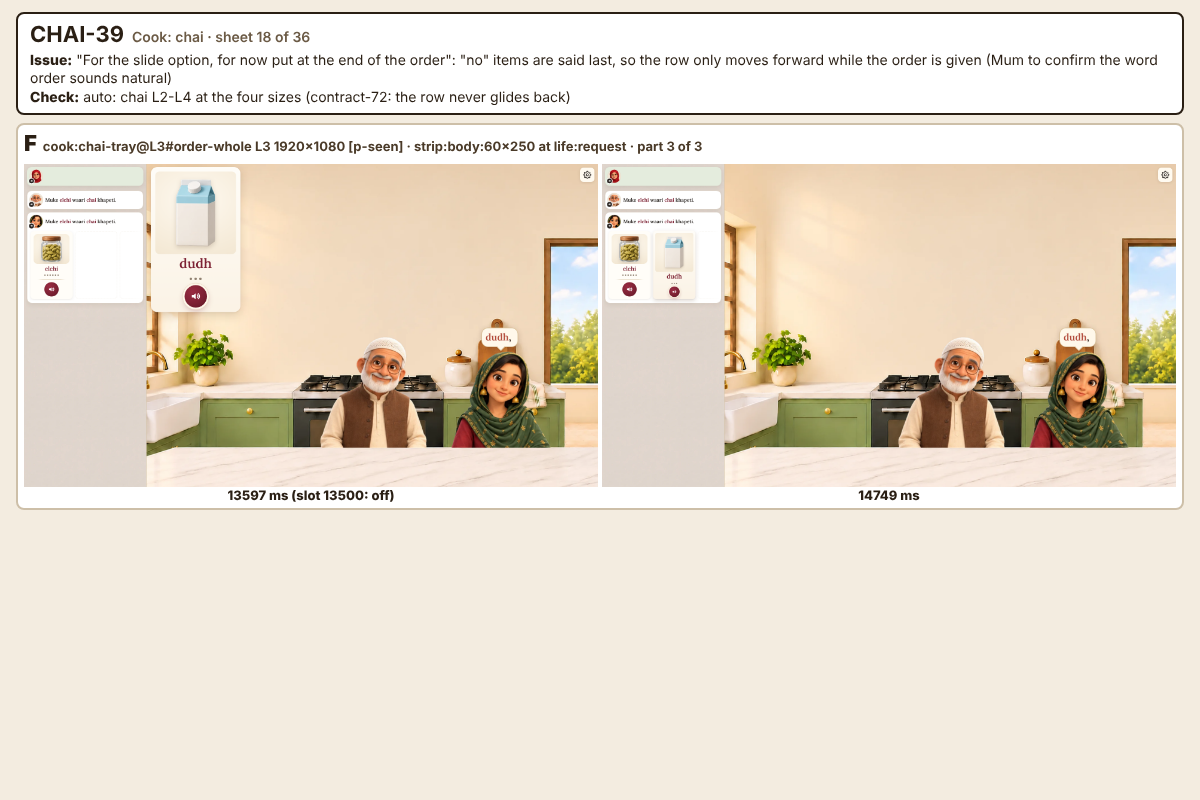 CHAI-39 Cook: chai · sheet 18 of 36
Issue: "For the slide option, for now put at the end of the order": "no" items are said last, so the row only moves forward while the order is given (Mum to confirm the word
order sounds natural)
Check: auto: chai L2-L4 at the four sizes (contract-72: the row never glides back)
F cook:chai-tray@L3#order-whole L3 1920×1080 [p-seen] · strip:body:60×250 at life:request · part 3 of 3
Muke elchi waari chai khapeti.
Muke elchi waari chai khapeti.
elchi
dudh
dudh,
13597 ms (slot 13500: off)
Muke elchi waari chai khapeti.
Muke elchi waari chai khapeti.
elchi
dudh
dudh,
14749 ms